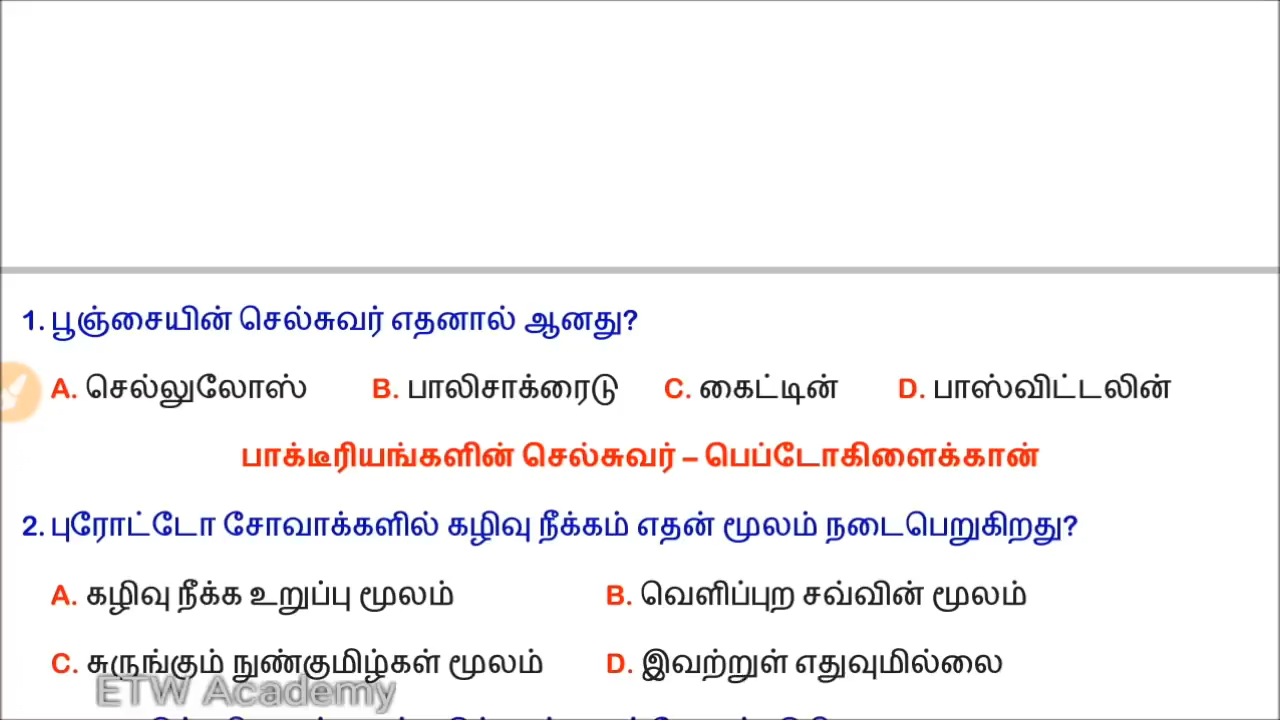 1. பூஞ்சையின் செல்சுவர் எதனால் ஆனது?
A. செல்லுலோஸ் B. பாலிசாக்ரைடு C. கைட்டின் D. பாஸ்விட்டலின்
பாக்டீரியங்களின் செல்சுவர் – பெப்டோகிளைக்கான்
2. புரோட்டோ சோவாக்களில் கழிவு நீக்கம் எதன் மூலம் நடைபெறுகிறது?
A. கழிவு நீக்க உறுப்பு மூலம் B. வெளிப்புற சவ்வின் மூலம்
C. சுருங்கும் நுண்குமிழ்கள் மூலம் D. இவற்றுள் எதுவுமில்லை
ETW Academy